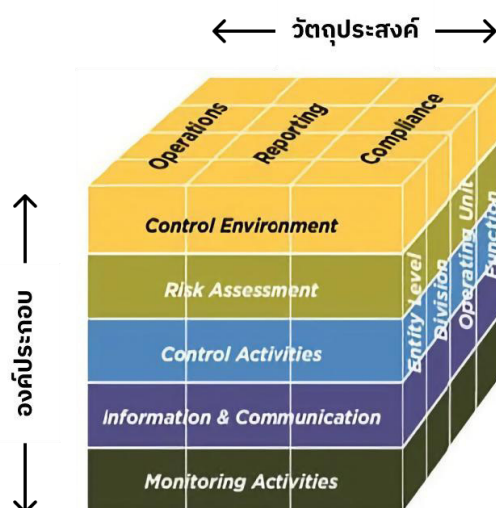 วัตถุประสงค์
Operations
Reporting
Compliance
Control Environment
Risk Assessment
Control Activities
Information & Communication
Monitoring Activities
Entity Level
Division
Operating Unit
Function
องค์ประกอบ